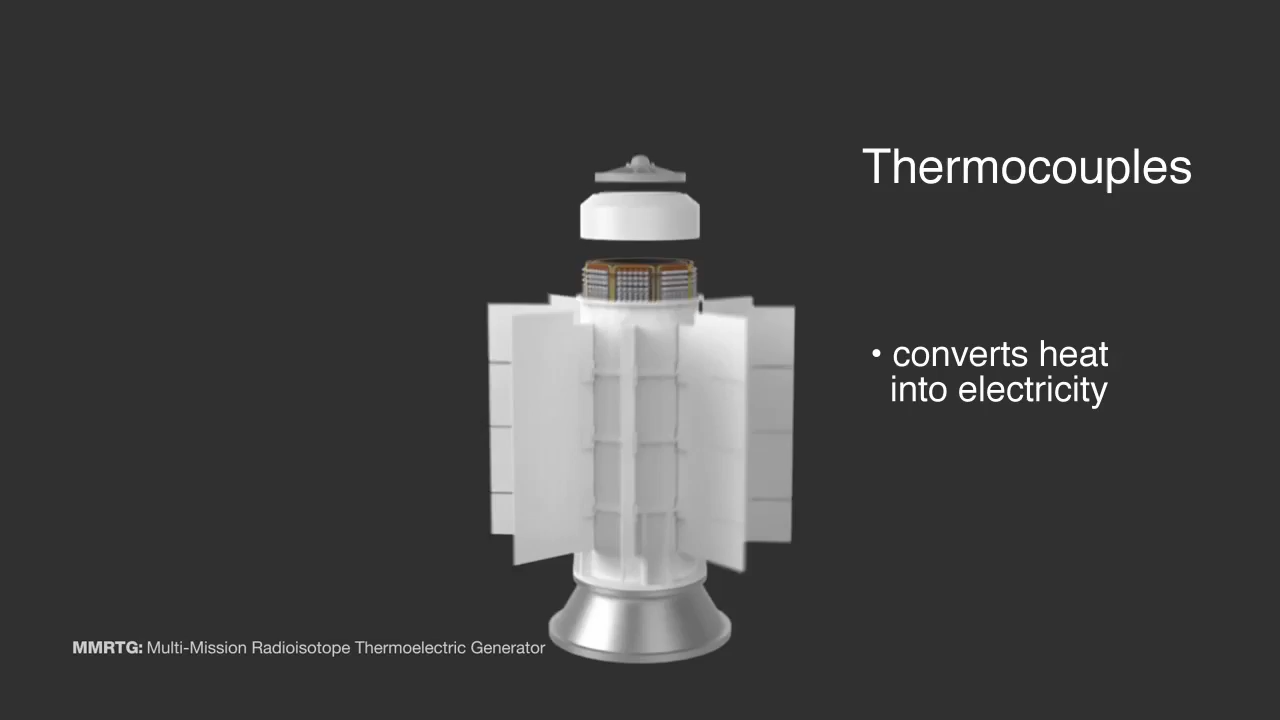 Thermocouples
• converts heat
into electricity
MMRTG: Multi-Mission Radioisotope Thermoelectric Generator